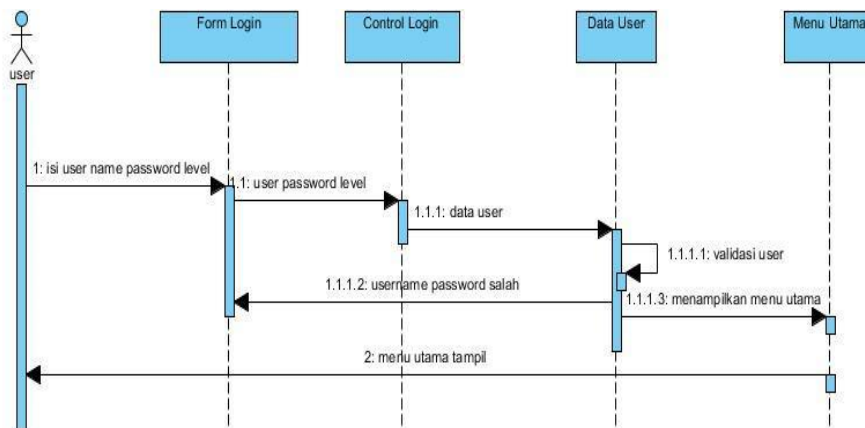 Form Login
Control Login
Data User
Menu Utama
user
1: isi user name password level
1.1: user password level
1.1.1: data user
1.1.1.1: validasi user
1.1.1.2: username password salah
1.1.1.3: menampilkan menu utama
2: menu utama tampil